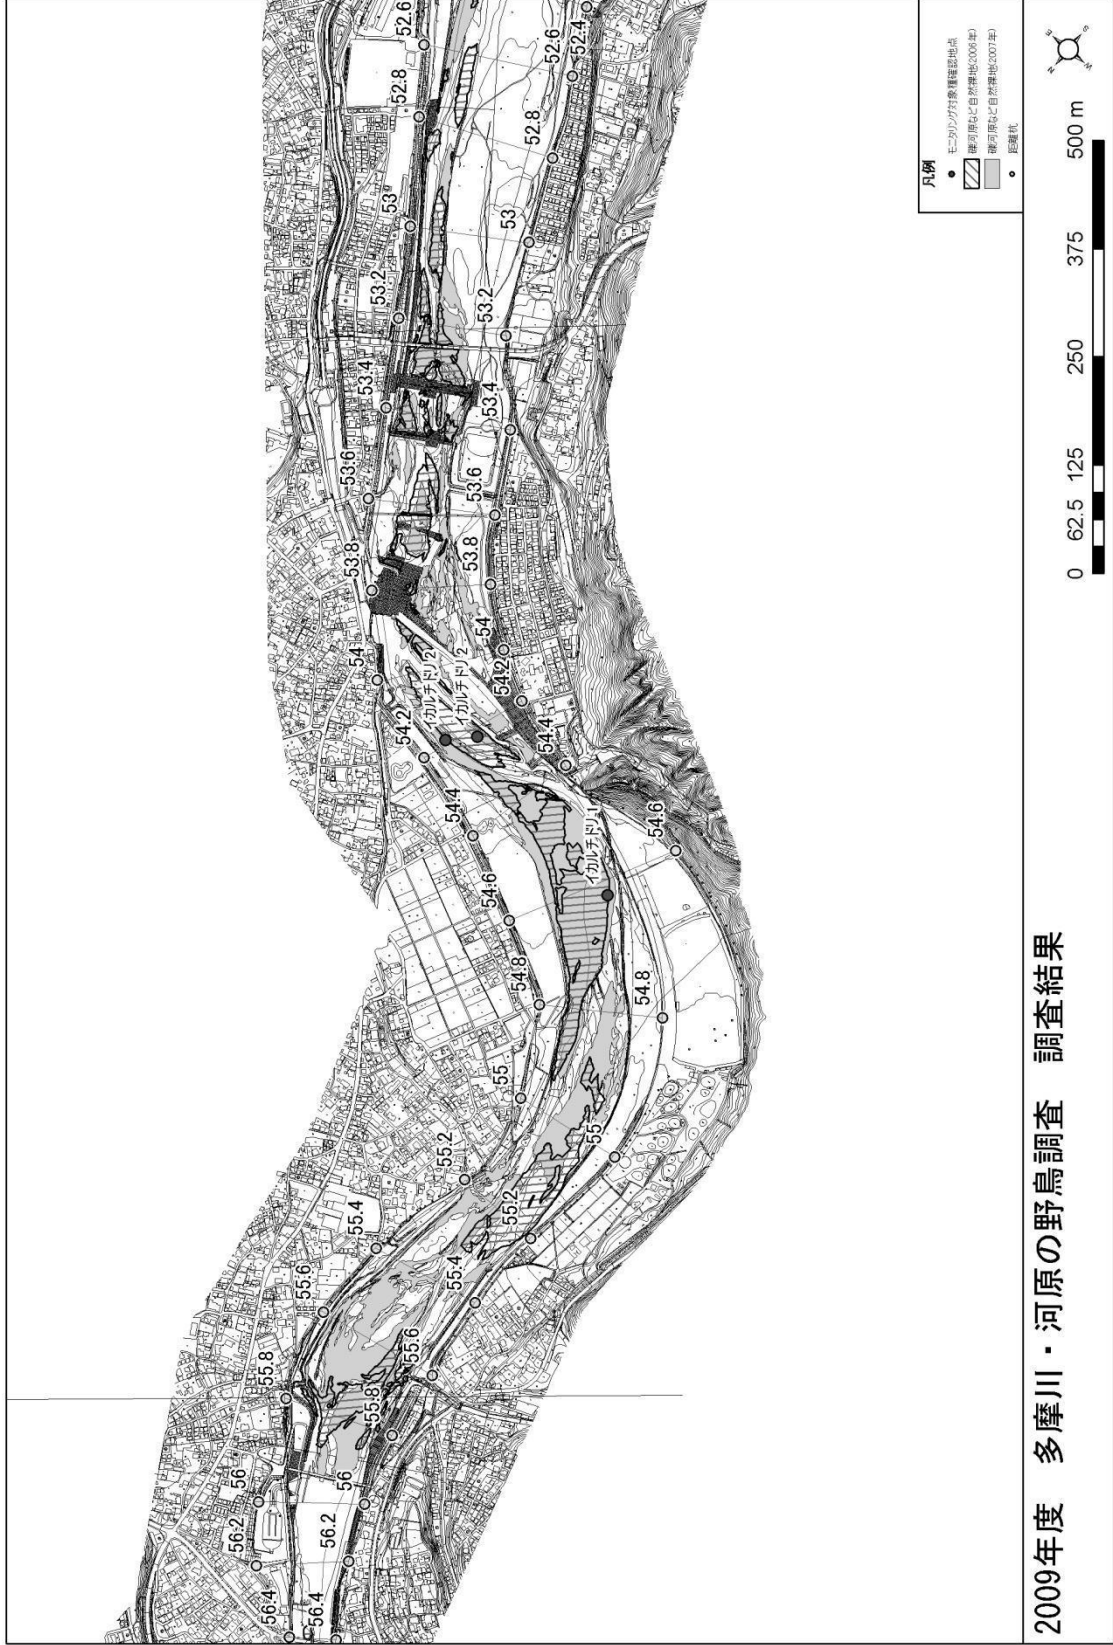 56.4
56.2
56
55.8
55.6
55.4
55.2
55
54.8
54.6
54.4
54.2
54
53.8
53.6
53.4
53.2
53
52.8
52.6
56.4
56.2
56
55.8
55.6
55.4
55.2
55
54.8
54.6
54.4
54.2
54
53.8
53.6
53.4
53.2
53
52.8
52.6
52.4
イカルチドリ 2
イカルチドリ 2
イカルチドリ 1
凡例
モニタリング対象種確認地点
礫河原など自然裸地(2006年)
礫河原など自然裸地(2007年)
距離杭
N
E
S
W
0 62.5 125 250 375 500 m
2009年度 多摩川・河原の野鳥調査 調査結果